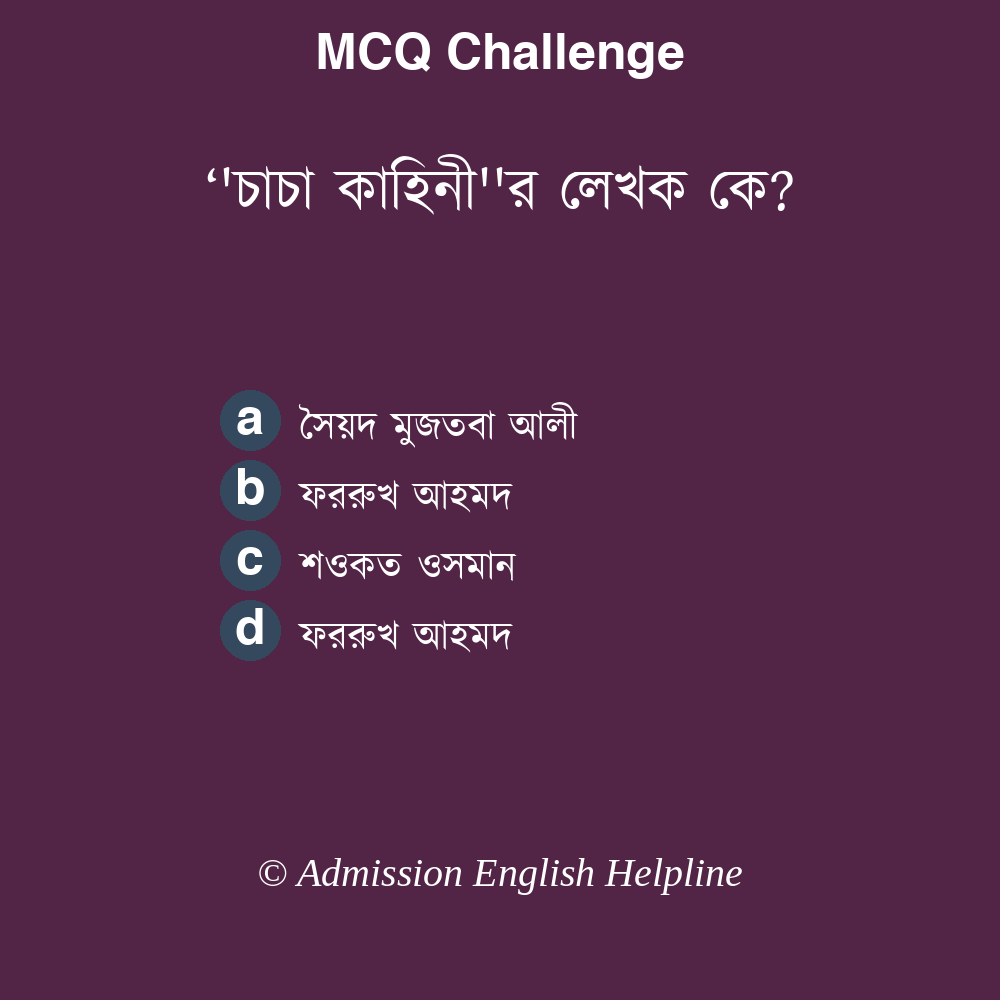 MCQ Challenge
‘'চাচা কাহিনী''র লেখক কে?
a সৈয়দ মুজতবা আলী
b ফররুখ আহমদ
c শওকত ওসমান
d ফররুখ আহমদ
© Admission English Helpline